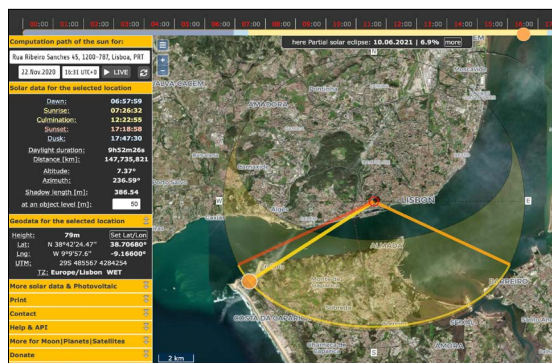 00:00 01:00 02:00 03:00 04:00 05:00 06:00 07:00 08:00 09:00 10:00 11:00 12:00 13:00 14:00 15:00 16:00
Computation path of the sun for:
Rua Ribeiro Sanches 45, 1200-787, Lisboa, PRT
22.Nov.2020 16:31 UTC+0 LIVE
Solar data for the selected location
Dawn: 06:57:59
Sunrise: 07:26:32
Culmination: 12:22:55
Sunset: 17:18:58
Dusk: 17:47:30
Daylight duration: 9h52m26s
Distance [km]: 147,735,821
Altitude: 7.37°
Azimuth: 236.59°
Shadow length [m]: 386.54
at an object level [m]: 50
Geodata for the selected location
Height: 79m Set Lat/Lon
Lat: N 38°42'24.47" 38.70680°
Lng: W 9°9'57.6" -9.16600°
UTM: 29S 485567 4284254
TZ: Europe/Lisbon WET
More solar data & Photovoltaic
Print
Contact
Help & API
More for Moon|Planets|Satellites
Donate
here Partial solar eclipse: 10.06.2021 | 6.9% more
+
-
AMADORA
Pontinha
Carnaxide
Algés
Caxias
W
LISBON
E
ALMADA
BARREIRO
Sobreda
COSTA DA CAPARICA
Charneca de Caparica
SEIXAL
AMORA
S
2 km